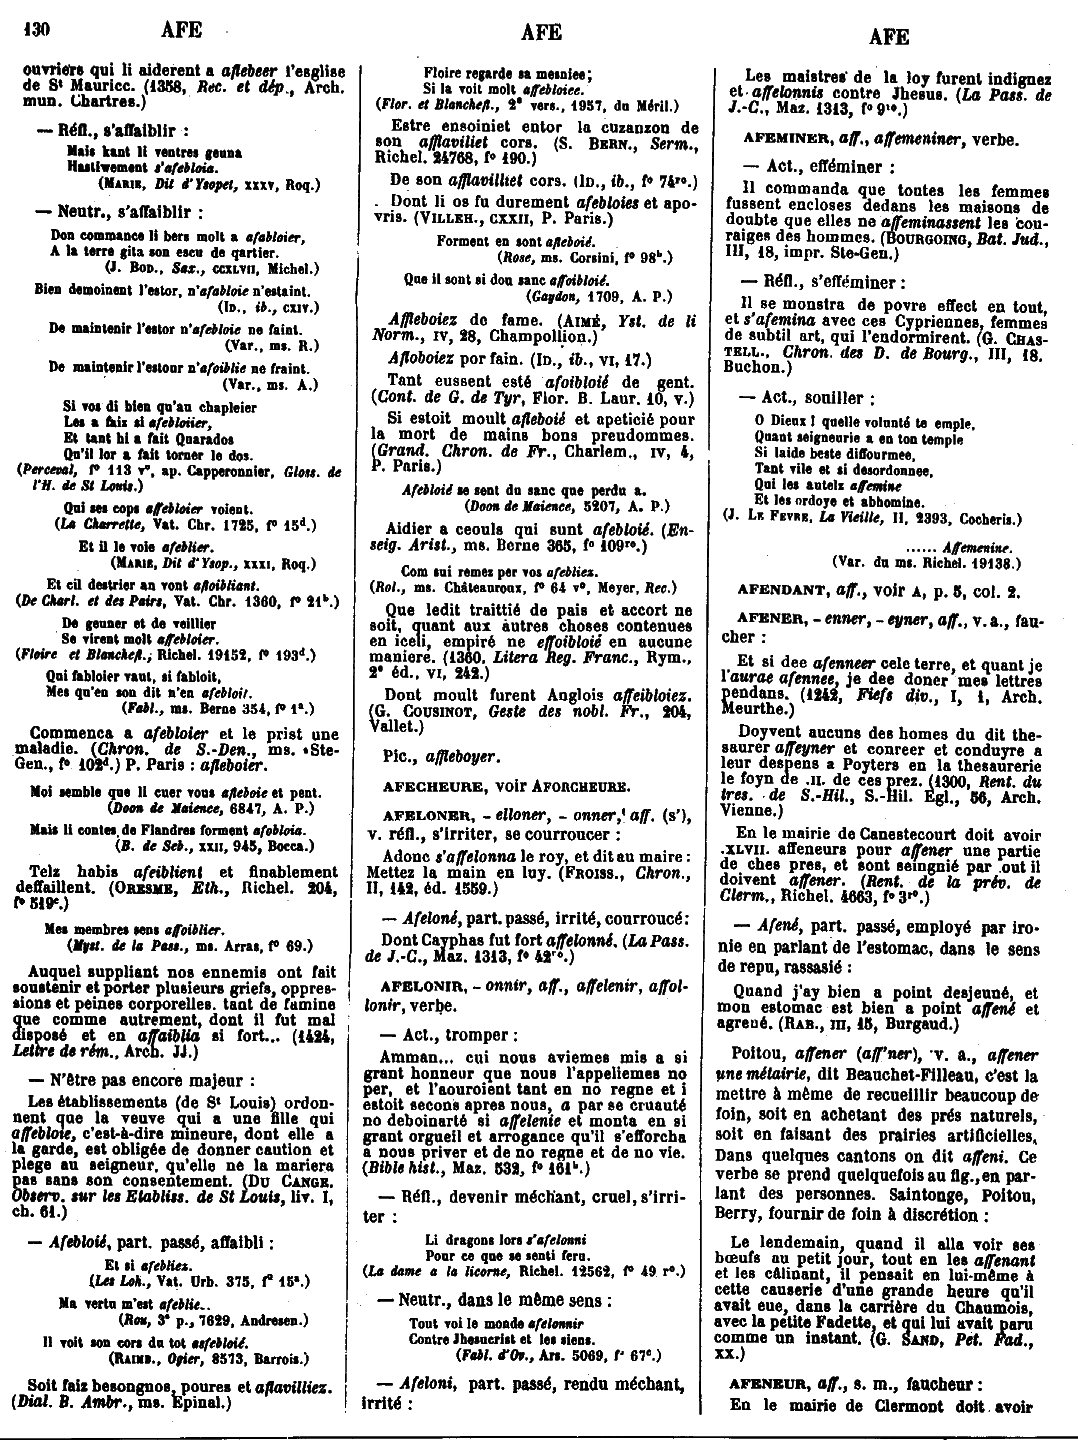 130 AFE
AFE
AFE
ouvriers qui li aiderent a aflebeer l'esglise
de St Maurice. (1358, Rec. et dép., Arch.
mun. Chartres.)
— Réfl., s'affaiblir :
Mais kant li ventres geuna
Hastivement s'afebloia.
(MARIE, Dit d'Ysopet, XXXV, Roq.)
— Neutr., s'affaiblir :
Don commance li bers molt a afabloier,
A la terre gita son escu de qartier.
(J. BOD., Sax., CCXLVII, Michel.)
Bien demoinent l'estor, n'afabloie n'estaint.
(ID., ib., CXIV.)
De maintenir l'estor n'afebloie ne faint.
(Var., ms. R.)
De maintenir l'estour n'afoiblie ne fraint.
(Var., ms. A.)
Si vos di bien qu'au chapleier
Les a faiz si afebloiier,
Et tant hi a fait Quarados
Qu'il lor a fait torner le dos.
(Perceval, f° 113 v°, ap. Capperonnier, Gloss. de
l'H. de St Louis.)
Qui ses cops affebloier voient.
(La Charrette, Vat. Chr. 1725, f° 15d.)
Et il le voie afeblier.
(MARIE, Dit d'Ysop., XXXI, Roq.)
Et cil destrier an vont afloibliant.
(De Charl. et des Pairs, Vat. Chr. 1360, f° 21b.)
De geuner et de veillier
Se virent molt affebloier.
(Floire et Blanchefl., Richel. 19152, f° 193d.)
Qui fabloier vaut, si fabloit,
Mes qu'en son dit n'en afebloit.
(Fabl., ms. Berne 354, f° 1a.)
Commenca a afebloier et le prist une
maladie. (Chron. de S.-Den., ms. Ste-
Gen., f° 102d.) P. Paris : afleboier.
Moi semble que li cuer vous afleboie et pent.
(Doon de Maience, 6847, A. P.)
Mais li contes de Flandres forment afobloia.
(B. de Seb., XXII, 945, Bocca.)
Telz habis afeiblient et finablement
deffaillent. (ORESME, Eth., Richel. 204,
f° 519c.)
Mes membres sens affoiblier.
(Myst. de la Pass., ms. Arras, f° 69.)
Auquel suppliant nos ennemis ont fait
soustenir et porter plusieurs griefs, oppres-
sions et peines corporelles, tant de famine
que comme autrement, dont il fut mal
disposé et en affaiblia si fort... (1424,
Lettre de rém., Arch. JJ.)
— N'être pas encore majeur :
Les établissements (de St Louis) ordon-
nent que la veuve qui a une fille qui
affebloie, c'est-à-dire mineure, dont elle a
la garde, est obligée de donner caution et
plege au seigneur, qu'elle ne la mariera
pas sans son consentement. (DU CANGE,
Observ. sur les Etabliss. de St Louis, liv. I,
ch. 61.)
— Afebloié, part. passé, affaibli :
Et si afebliez.
(Les Loh., Vat. Urb. 375, f° 15a.)
Ma vertu m'est afeblie..
(Rou, 3e p., 7629, Andresen.)
Il voit son cors du tot asfebloié.
(RAIMB., Ogier, 8573, Barrois.)
Soit faiz besongnos, poures et aflavilliez.
(Dial. B. Ambr., ms. Epinal.)
Floire regarde sa mesniee;
Si la voit molt affebloiee.
(Flor. et Blanchefl., 2e vers., 1957, du Méril.)
Estre ensoiniet entor la cuzanzon de
son afflaviliet cors. (S. BERN., Serm.,
Richel. 24768, f° 190.)
De son afflavilliet cors. (ID., ib., f° 74ro.)
Dont li os fu durement afebloies et apo-
vris. (VILLEH., CXXII, P. Paris.)
Forment en sont afleboié.
(Rose, ms. Corsini, f° 98b.)
Que il sont si dou sanc affoibloié.
(Gaydon, 1709, A. P.)
Affleboiez de fame. (AIMÉ, Yst. de li
Norm., IV, 28, Champollion.)
Afloboiez por fain. (ID., ib., VI, 17.)
Tant eussent esté afoibloié de gent.
(Cont. de G. de Tyr, Flor. B. Laur. 10, v.)
Si estoit moult afleboié et apeticié pour
la mort de mains bons preudommes.
(Grand. Chron. de Fr., Charlem., IV, 4,
P. Paris.)
Afebloié se sent du sanc que perdu a.
(Doon de Maience, 5207, A. P.)
Aidier a ceouls qui sunt afebloié. (En-
seig. Arist., ms. Berne 365, f° 109ro.)
Com sui remez per vos afebliez.
(Rol., ms. Châteauroux, f° 64 v°, Meyer, Rec.)
Que ledit traittié de pais et accort ne
soit, quant aux autres choses contenues
en iceli, empiré ne effoibloié en aucune
maniere. (1360, Litera Reg. Franc., Rym.,
2e éd., VI, 242.)
Dont moult furent Anglois affeibloiez.
(G. COUSINOT, Geste des nobl. Fr., 204,
Vallet.)
Pic., affleboyer.
AFECHEURE, voir AFORCHEURE.
AFELONER, - elloner, - onner, aff. (s'),
v. réfl., s'irriter, se courroucer :
Adonc s'affelonna le roy, et dit au maire :
Mettez la main en luy. (FROISS., Chron.,
II, 142, éd. 1559.)
— Afeloné, part. passé, irrité, courroucé :
Dont Cayphas fut fort affelonné. (La Pass.
de J.-C., Maz. 1313, f° 42ro.)
AFELONIR, - onnir, aff., affelenir, affol-
lonir, verbe.
— Act., tromper :
Amman... cui nous aviemes mis a si
grant honneur que nous l'appeliemes no
per, et l'aouroient tant en no regne et i
estoit secons apres nous, a par se cruauté
no deboinarté si affelenie et monta en si
grant orgueil et arrogance qu'il s'efforcha
a nous priver et de no regne et de no vie.
(Bible hist., Maz. 532, f° 161b.)
— Réfl., devenir méchant, cruel, s'irri-
ter :
Li dragons lors s'afelonni
Pour ce que se senti feru.
(La dame a la licorne, Richel. 12562, f° 49 r°.)
— Neutr., dans le même sens :
Tout voi le monde afelonnir
Contre Jhesucrist et les siens.
(Fabl. d'Ov., Ars. 5069, f° 67c.)
— Afeloni, part. passé, rendu méchant,
irrité :
Les maistres de la loy furent indignez
et affelonnis contre Jhesus. (La Pass. de
J.-C., Maz. 1313, f° 9ro.)
AFEMINER, aff., affemeniner, verbe.
— Act., efféminer :
Il commanda que toutes les femmes
fussent encloses dedans les maisons de
doubte que elles ne affeminassent les cou-
raiges des hommes. (BOURGOING, Bat. Jud.,
III, 18, impr. Ste-Gen.)
— Réfl., s'efféminer :
Il se monstra de povre effect en tout,
et s'afemina avec ces Cypriennes, femmes
de subtil art, qui l'endormirent. (G. CHAS-
TELL., Chron. des D. de Bourg., III, 18.
Buchon.)
— Act., souiller :
O Dieux ! quelle volunté te emple,
Quant seigneurie a en ton temple
Si laide beste diffourmee,
Tant vile et si desordonnee,
Qui les autelz affemine
Et les ordoye et abhomine.
(J. LE FEVRE, La Vieille, II, 2393, Cocheris.)
...... Affemenine.
(Var. du ms. Richel. 19138.)
AFENDANT, aff., voir A, p. 5, col. 2.
AFENER, - enner, - eyner, aff., v. a., fau-
cher :
Et si dee afenneer cele terre, et quant je
l'aurae afennee, je dee doner mes lettres
pendans. (1242, Fiefs div., I, 1, Arch.
Meurthe.)
Doyvent aucuns des homes du dit the-
saurer affeyner et conreer et conduyre a
leur despens a Poyters en la thesaurerie
le foyn de .II. de ces prez. (1300, Rent. du
tres. de S.-Hil., S.-Hil. Egl., 56, Arch.
Vienne.)
En le mairie de Canestecourt doit avoir
.XLVII. affeneurs pour affener une partie
de ches pres, et sont seingnié par out il
doivent affener. (Rent. de la prév. de
Clerm., Richel. 4663, f° 3ro.)
— Afené, part. passé, employé par iro-
nie en parlant de l'estomac, dans le sens
de repu, rassasié :
Quand j'ay bien a point desjeuné, et
mon estomac est bien a point affené et
agrené. (RAB., III, 15, Burgaud.)
Poitou, affener (aff'ner), v. a., affener
une métairie, dit Beauchet-Filleau, c'est la
mettre à même de recueillir beaucoup de
foin, soit en achetant des prés naturels,
soit en faisant des prairies artificielles.
Dans quelques cantons on dit affeni. Ce
verbe se prend quelquefois au fig., en par-
lant des personnes. Saintonge, Poitou,
Berry, fournir de foin à discrétion :
Le lendemain, quand il alla voir ses
bœufs au petit jour, tout en les affenant
et les câlinant, il pensait en lui-même à
cette causerie d'une grande heure qu'il
avait eue, dans la carrière du Chaumois,
avec la petite Fadette, et qui lui avait paru
comme un instant. (G. SAND, Pet. Fad.,
XX.)
AFENEUR, aff., s. m., faucheur :
En le mairie de Clermont doit avoir